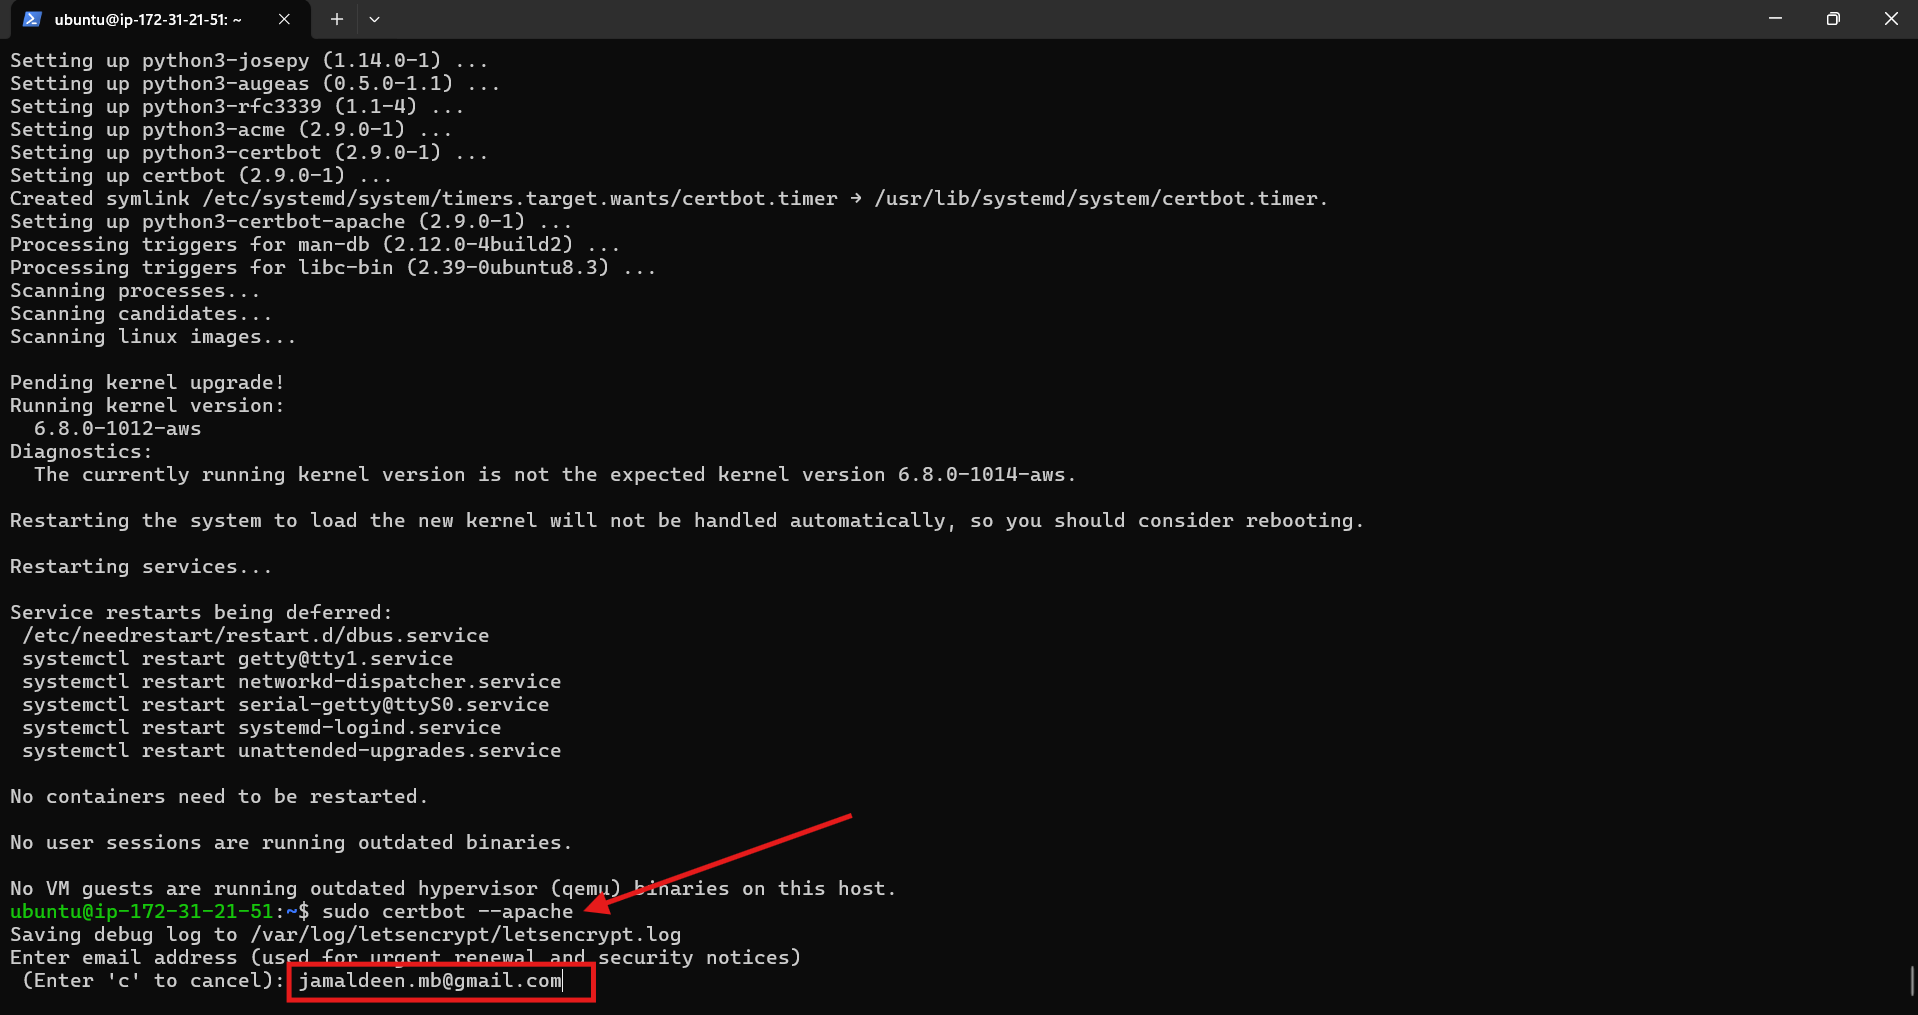 ubuntu@ip-172-31-21-51: ~
Setting up python3-josepy (1.14.0-1) ...
Setting up python3-augeas (0.5.0-1.1) ...
Setting up python3-rfc3339 (1.1-4) ...
Setting up python3-acme (2.9.0-1) ...
Setting up python3-certbot (2.9.0-1) ...
Setting up certbot (2.9.0-1) ...
Created symlink /etc/systemd/system/timers.target.wants/certbot.timer → /usr/lib/systemd/system/certbot.timer.
Setting up python3-certbot-apache (2.9.0-1) ...
Processing triggers for man-db (2.12.0-4build2) ...
Processing triggers for libc-bin (2.39-0ubuntu8.3) ...
Scanning processes...
Scanning candidates...
Scanning linux images...
Pending kernel upgrade!
Running kernel version:
  6.8.0-1012-aws
Diagnostics:
  The currently running kernel version is not the expected kernel version 6.8.0-1014-aws.
Restarting the system to load the new kernel will not be handled automatically, so you should consider rebooting.
Restarting services...
Service restarts being deferred:
 /etc/needrestart/restart.d/dbus.service
 systemctl restart getty@tty1.service
 systemctl restart networkd-dispatcher.service
 systemctl restart serial-getty@ttyS0.service
 systemctl restart systemd-logind.service
 systemctl restart unattended-upgrades.service
No containers need to be restarted.
No user sessions are running outdated binaries.
No VM guests are running outdated hypervisor (qemu) binaries on this host.
ubuntu@ip-172-31-21-51:~$ sudo certbot --apache
Saving debug log to /var/log/letsencrypt/letsencrypt.log
Enter email address (used for urgent renewal and security notices)
 (Enter 'c' to cancel): jamaldeen.mb@gmail.com